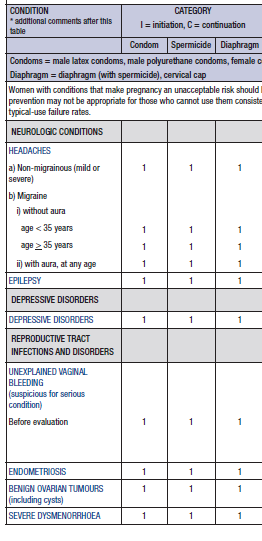 CONDITION
* additional comments after this
table
CATEGORY
I = initiation, C = continuation
Condom Spermicide Diaphragm
Condoms = male latex condoms, male polyurethane condoms, female c
Diaphragm = diaphragm (with spermicide), cervical cap
Women with conditions that make pregnancy an unacceptable risk should
prevention may not be appropriate for those who cannot use them consiste
typical-use failure rates.
NEUROLOGIC CONDITIONS
HEADACHES
a) Non-migrainous (mild or
severe) 1 1 1
b) Migraine
i) without aura
age < 35 years 1 1 1
age ≥ 35 years 1 1 1
ii) with aura, at any age 1 1 1
EPILEPSY 1 1 1
DEPRESSIVE DISORDERS
DEPRESSIVE DISORDERS 1 1 1
REPRODUCTIVE TRACT
INFECTIONS AND DISORDERS
UNEXPLAINED VAGINAL
BLEEDING
(suspicious for serious
condition)
Before evaluation 1 1 1
ENDOMETRIOSIS 1 1 1
BENIGN OVARIAN TUMOURS 1 1 1
(including cysts)
SEVERE DYSMENORRHOEA 1 1 1